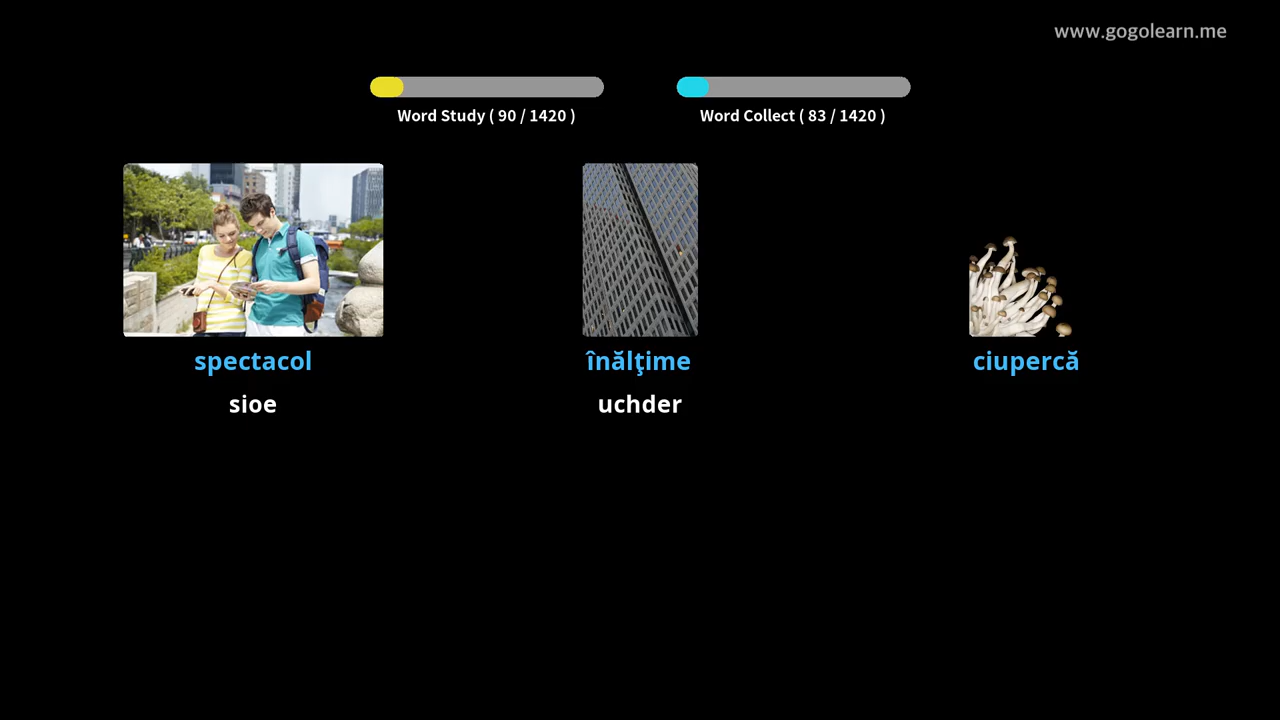 www.gogolearn.me
Word Study ( 90 / 1420 )
Word Collect ( 83 / 1420 )
spectacol
înălţime
ciupercă
sioe
uchder